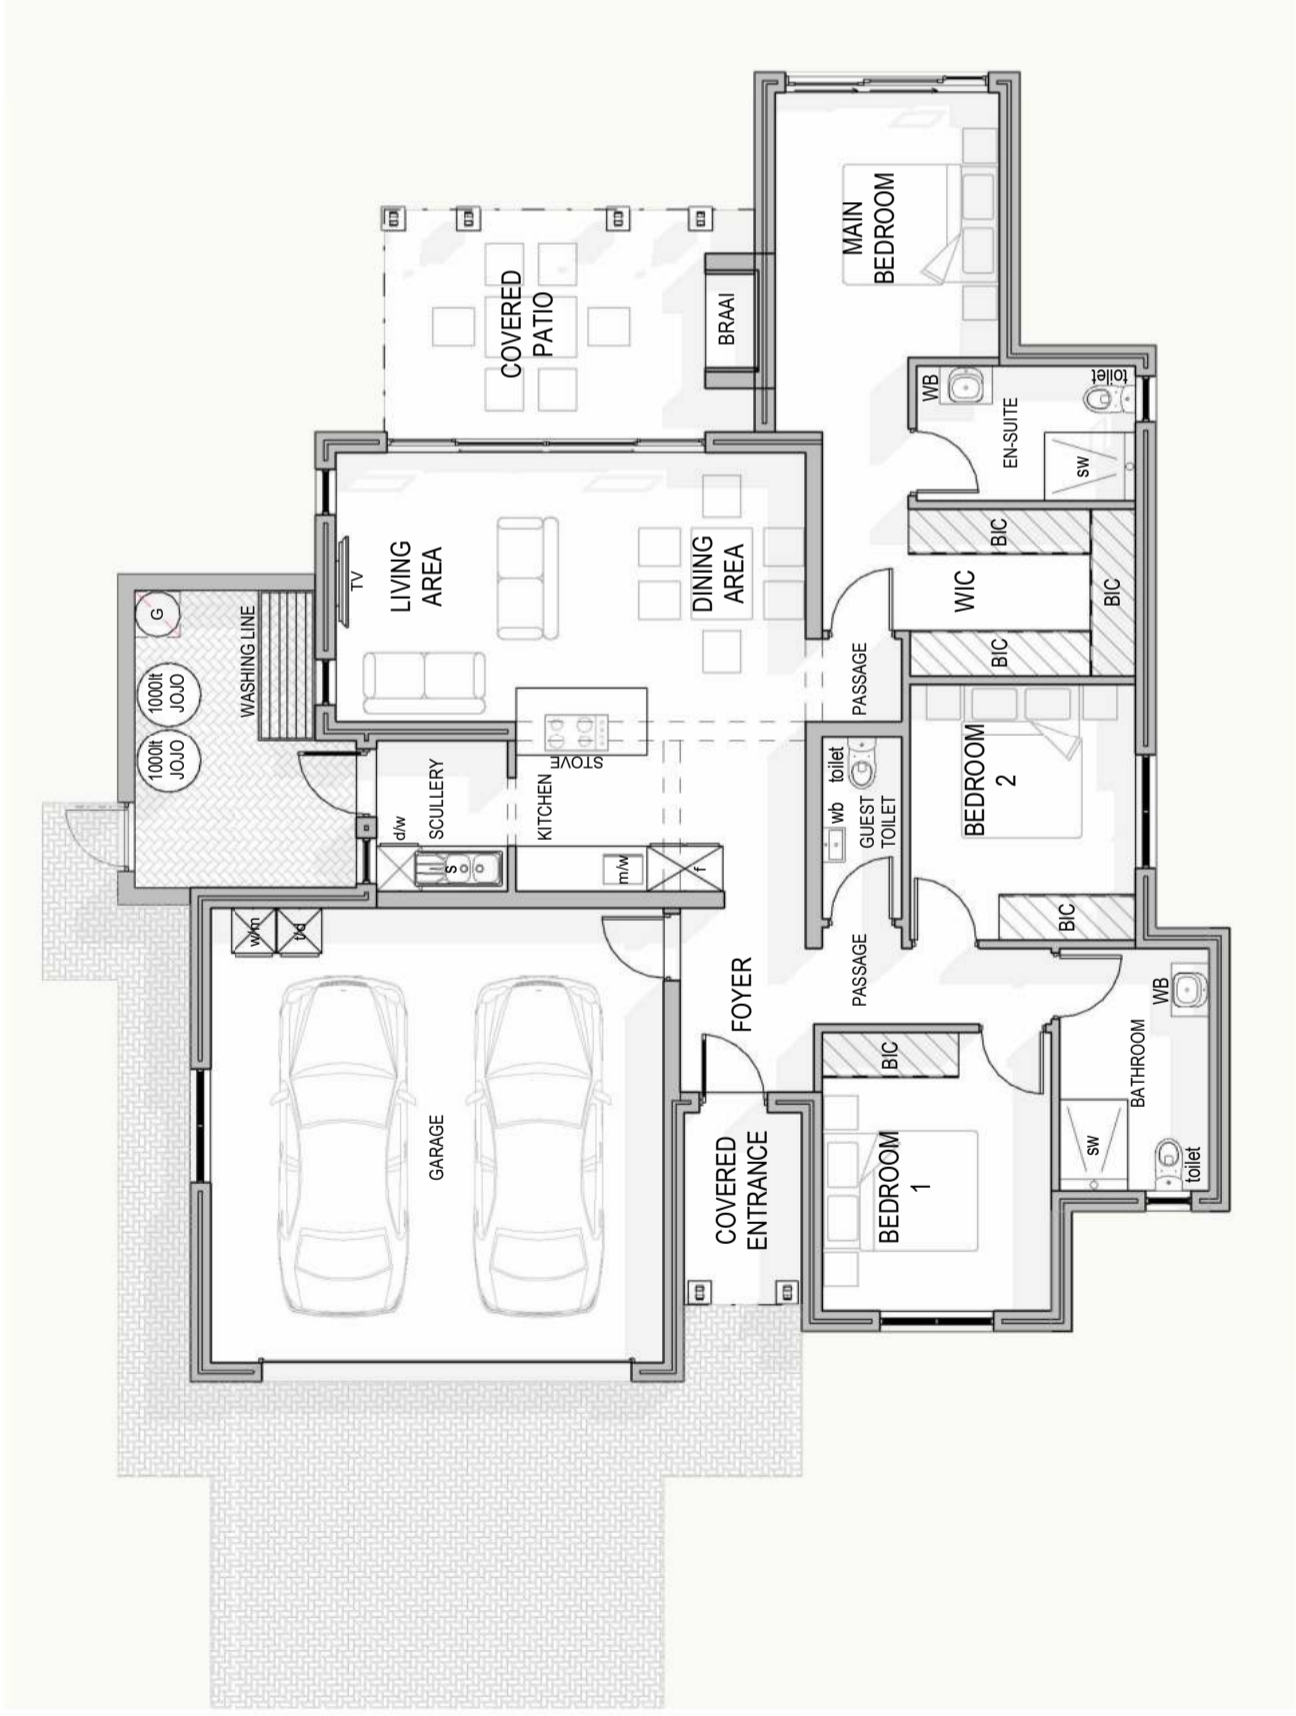 MAIN
BEDROOM
COVERED
PATIO
BRAAI
WB
toilet
EN-SUITE
sw
LIVING
AREA
TV
DINING
AREA
BIC
WIC
BIC
BIC
G
WASHING LINE
1000lt
JOJO
1000lt
JOJO
PASSAGE
STOVE
SCULLERY
KITCHEN
d/w
S
m/w
f
toilet
wb
GUEST
TOILET
BEDROOM
2
BIC
w/m
t/d
FOYER
PASSAGE
WB
BATHROOM
BIC
GARAGE
COVERED
ENTRANCE
BEDROOM
1
sw
toilet